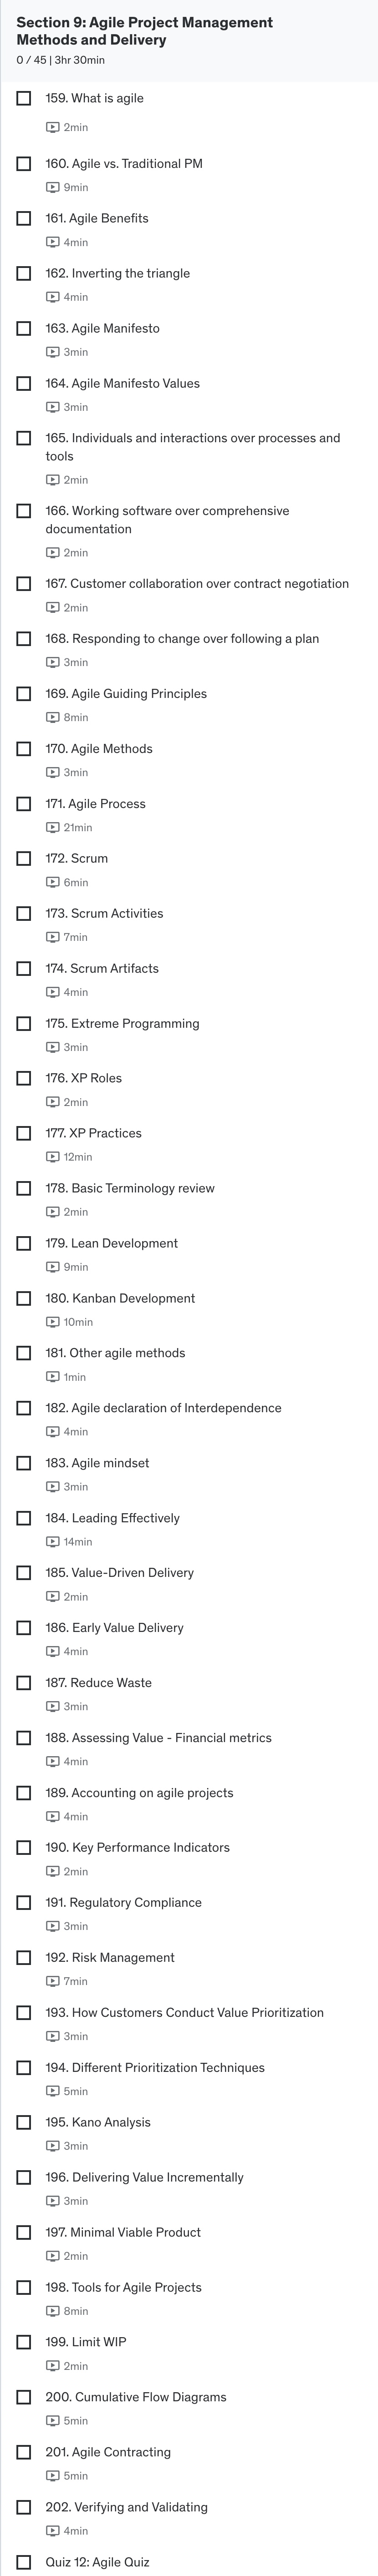 Section 9: Agile Project Management
Methods and Delivery
0 / 45 | 3hr 30min
159. What is agile
2min
160. Agile vs. Traditional PM
9min
161. Agile Benefits
4min
162. Inverting the triangle
4min
163. Agile Manifesto
3min
164. Agile Manifesto Values
3min
165. Individuals and interactions over processes and
tools
2min
166. Working software over comprehensive
documentation
2min
167. Customer collaboration over contract negotiation
2min
168. Responding to change over following a plan
3min
169. Agile Guiding Principles
8min
170. Agile Methods
3min
171. Agile Process
21min
172. Scrum
6min
173. Scrum Activities
7min
174. Scrum Artifacts
4min
175. Extreme Programming
3min
176. XP Roles
2min
177. XP Practices
12min
178. Basic Terminology review
2min
179. Lean Development
9min
180. Kanban Development
10min
181. Other agile methods
1min
182. Agile declaration of Interdependence
4min
183. Agile mindset
3min
184. Leading Effectively
14min
185. Value-Driven Delivery
2min
186. Early Value Delivery
4min
187. Reduce Waste
3min
188. Assessing Value - Financial metrics
4min
189. Accounting on agile projects
4min
190. Key Performance Indicators
2min
191. Regulatory Compliance
3min
192. Risk Management
7min
193. How Customers Conduct Value Prioritization
3min
194. Different Prioritization Techniques
5min
195. Kano Analysis
3min
196. Delivering Value Incrementally
3min
197. Minimal Viable Product
2min
198. Tools for Agile Projects
8min
199. Limit WIP
2min
200. Cumulative Flow Diagrams
5min
201. Agile Contracting
5min
202. Verifying and Validating
4min
Quiz 12: Agile Quiz